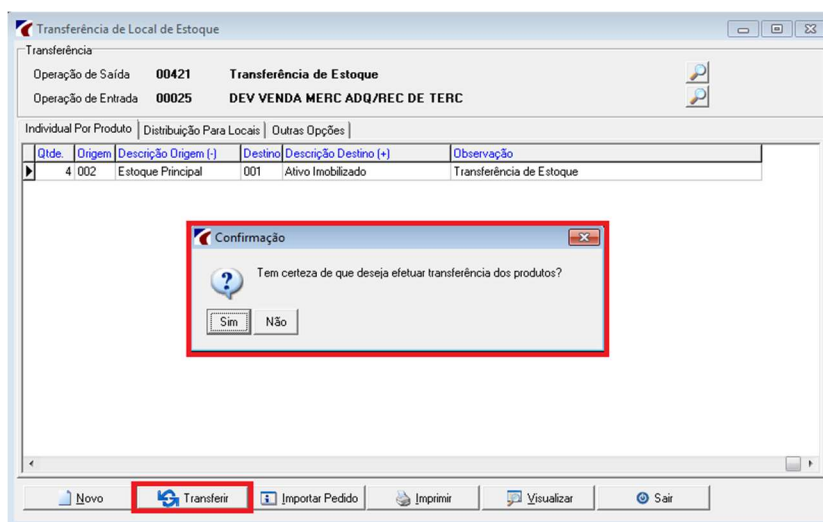 Transferência de Local de Estoque
Transferência
Operação de Saída 00421 Transferência de Estoque
Operação de Entrada 00025 DEV VENDA MERC ADQ/REC DE TERC
Individual Por Produto Distribuição Para Locais Outras Opções
Qtde. Origem Descrição Origem (-) Destino Descrição Destino (+) Observação
4 002 Estoque Principal 001 Ativo Imobilizado Transferência de Estoque
Confirmação
Tem certeza de que deseja efetuar transferência dos produtos?
Sim Não
Novo Transferir Importar Pedido Imprimir Visualizar Sair